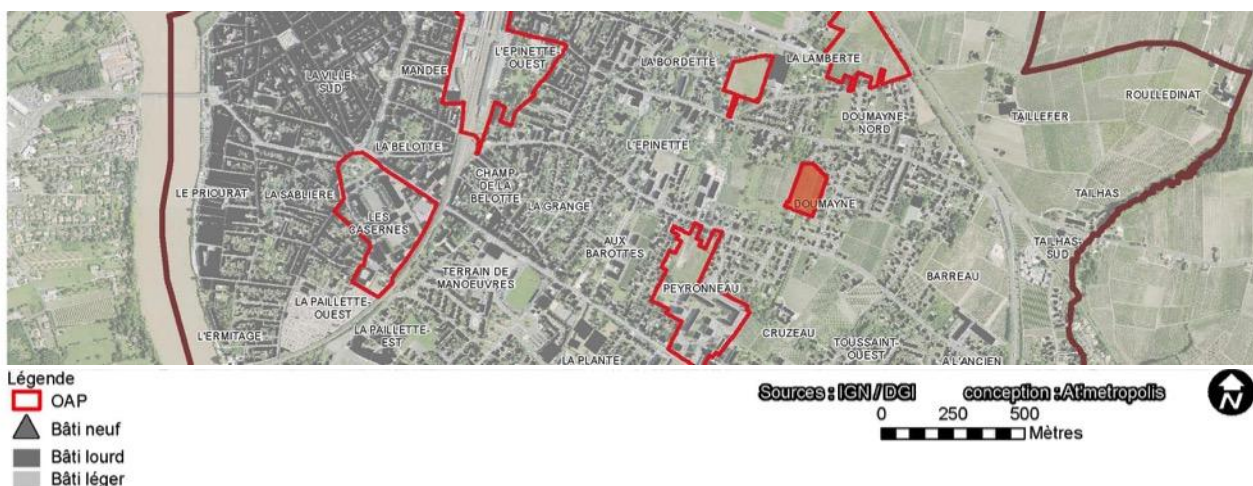 L'EPINETTE-
OUEST
MANDEE
LA VILLE-
SUD
LA BORDETTE
LA LAMBERTE
ROULLEDINAT
TAILLEFER
DOUMAYNE-
NORD
LA BELOTTE
L'EPINETTE
CHAMP
DE LA
BELOTTE
LE PRIOURAT
LA SABLIERE
TAILHAS
LA GRANGE
DOUMAYNE
LES
CASERNES
AUX
BAROTTES
TAILHAS-
SUD
TERRAIN DE
MANOEUVRES
BARREAU
PEYRONNEAU
LA PAILLETTE-
OUEST
L'ERMITAGE
LA PAILLETTE-
EST
CRUZEAU
TOUSSAINT-
OUEST
LA PLANTE
A L'ANCIEN
Légende
OAP
Bâti neuf
Bâti lourd
Bâti léger
Sources : IGN / DGI conception : At'metropolis
0 250 500
Mètres
N